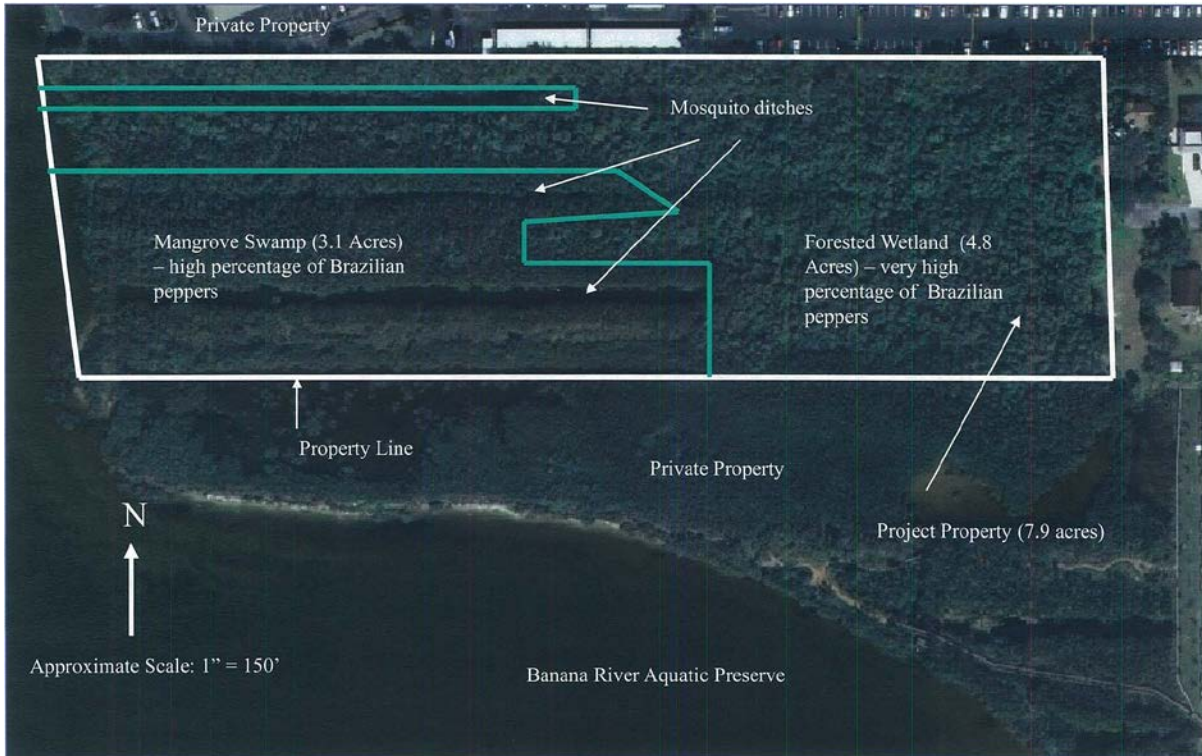 Private Property
Mosquito ditches
Mangrove Swamp (3.1 Acres)
– high percentage of Brazilian
peppers
Forested Wetland (4.8
Acres) – very high
percentage of Brazilian
peppers
Property Line
Private Property
N
Project Property (7.9 acres)
Approximate Scale: 1” = 150’
Banana River Aquatic Preserve